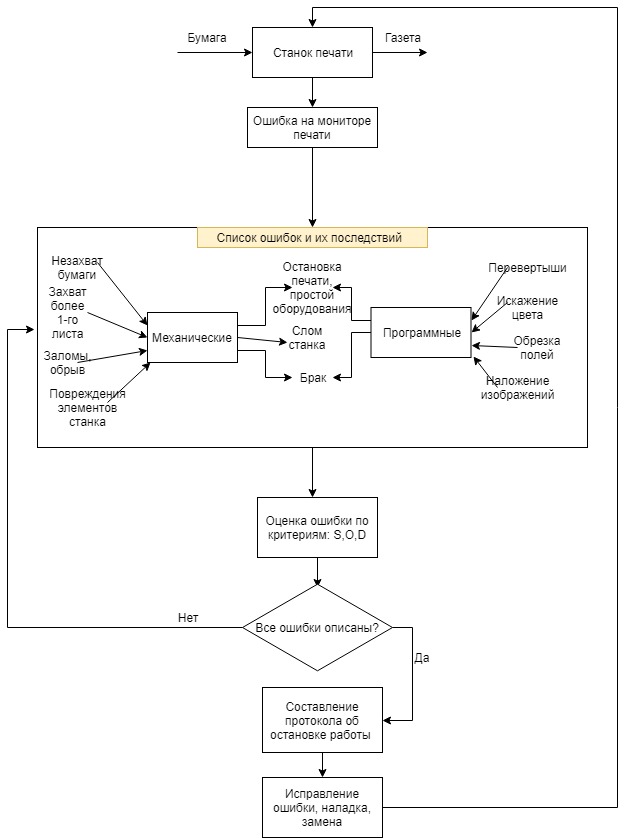 Бумага
Газета
Станок печати
Ошибка на мониторе
печати
Список ошибок и их последствий
Незахват
бумаги
Захват
более
1-го
листа
Заломы,
обрыв
Повреждения
элементов
станка
Механические
Остановка
печати,
простой
оборудования
Слом
станка
Брак
Программные
Перевертыши
Искажение
цвета
Обрезка
полей
Наложение
изображений
Оценка ошибки по
критериям: S,O,D
Все ошибки описаны?
Нет
Да
Составление
протокола об
остановке работы
Исправление
ошибки, наладка,
замена